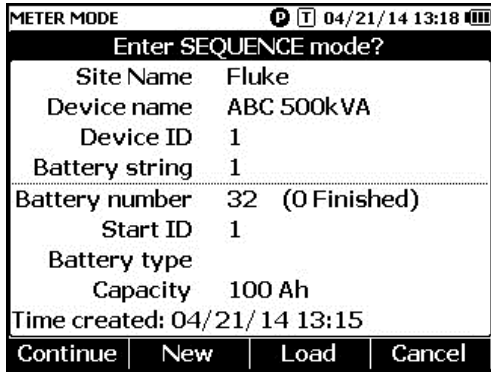 METER MODE P T 04/21/14 13:18
Enter SEQUENCE mode?
Site Name Fluke
Device name ABC 500kVA
Device ID 1
Battery string 1
Battery number 32 (0 Finished)
Start ID 1
Battery type
Capacity 100 Ah
Time created: 04/21/14 13:15
Continue New Load Cancel